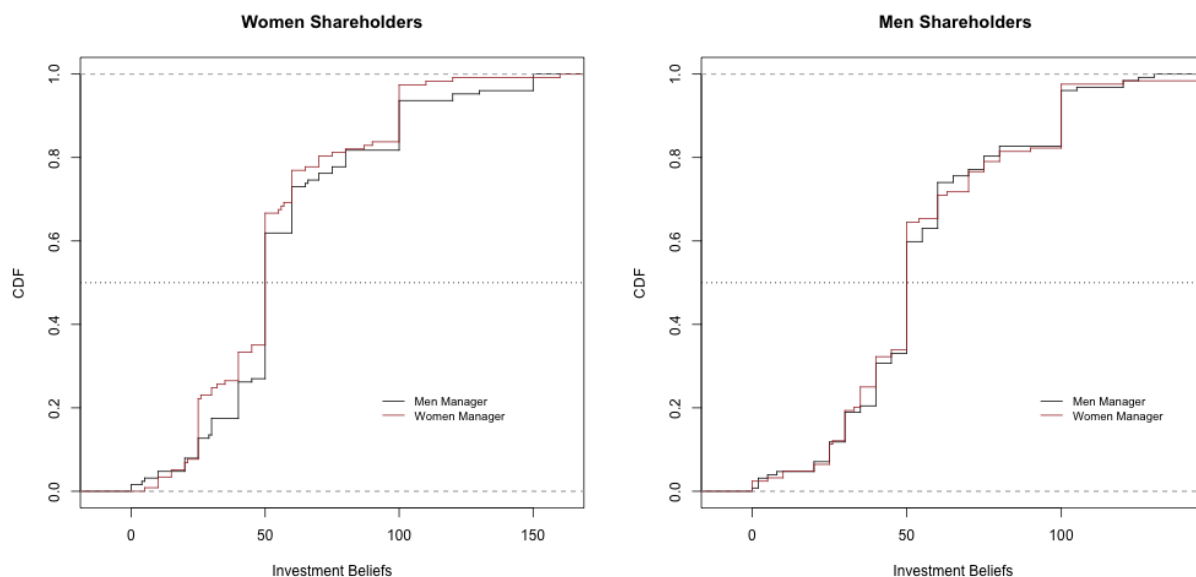 Women Shareholders
CDF
1.0
0.8
0.6
0.4
0.2
0.0
Men Manager
Women Manager
0 50 100 150
Investment Beliefs
Men Shareholders
CDF
1.0
0.8
0.6
0.4
0.2
0.0
Men Manager
Women Manager
0 50 100
Investment Beliefs